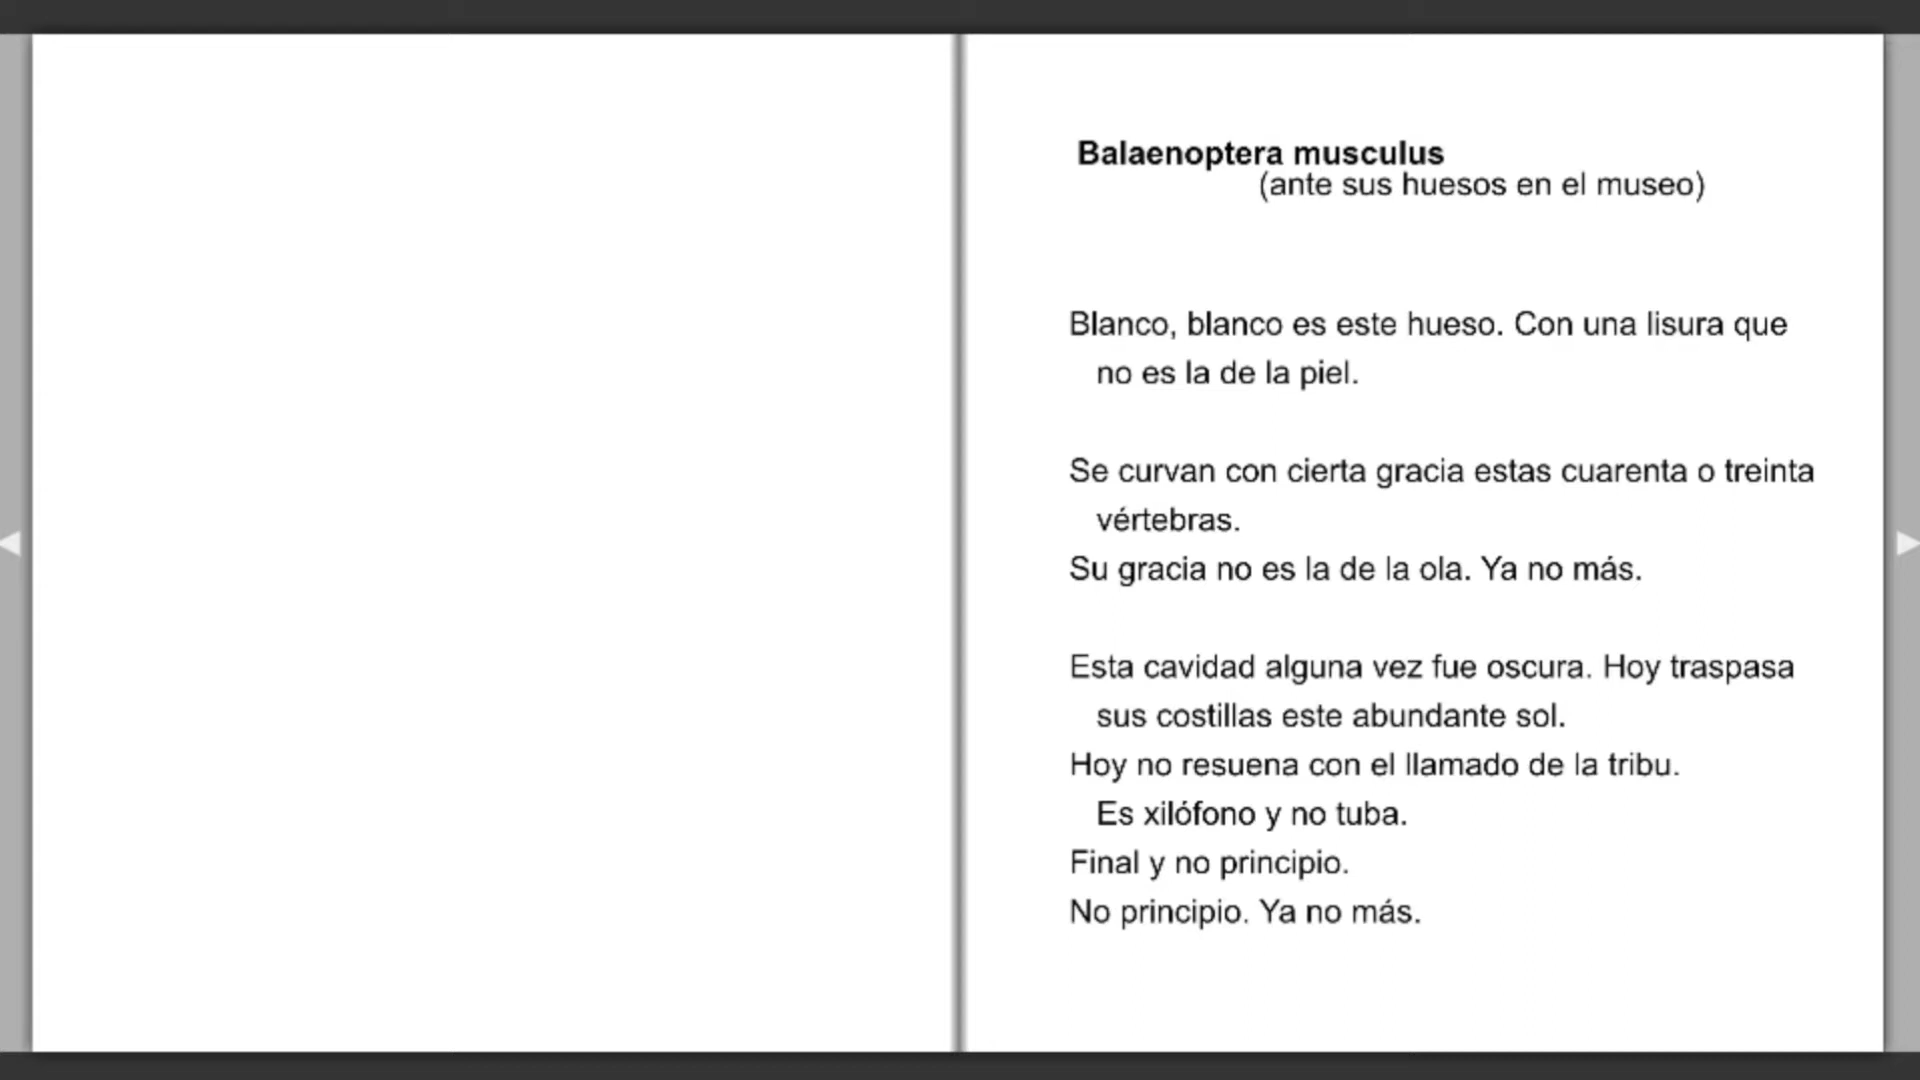 Balaenoptera musculus
(ante sus huesos en el museo)
Blanco, blanco es este hueso. Con una lisura que
no es la de la piel.
Se curvan con cierta gracia estas cuarenta o treinta
vértebras.
Su gracia no es la de la ola. Ya no más.
Esta cavidad alguna vez fue oscura. Hoy traspasa
sus costillas este abundante sol.
Hoy no resuena con el llamado de la tribu.
Es xilófono y no tuba.
Final y no principio.
No principio. Ya no más.